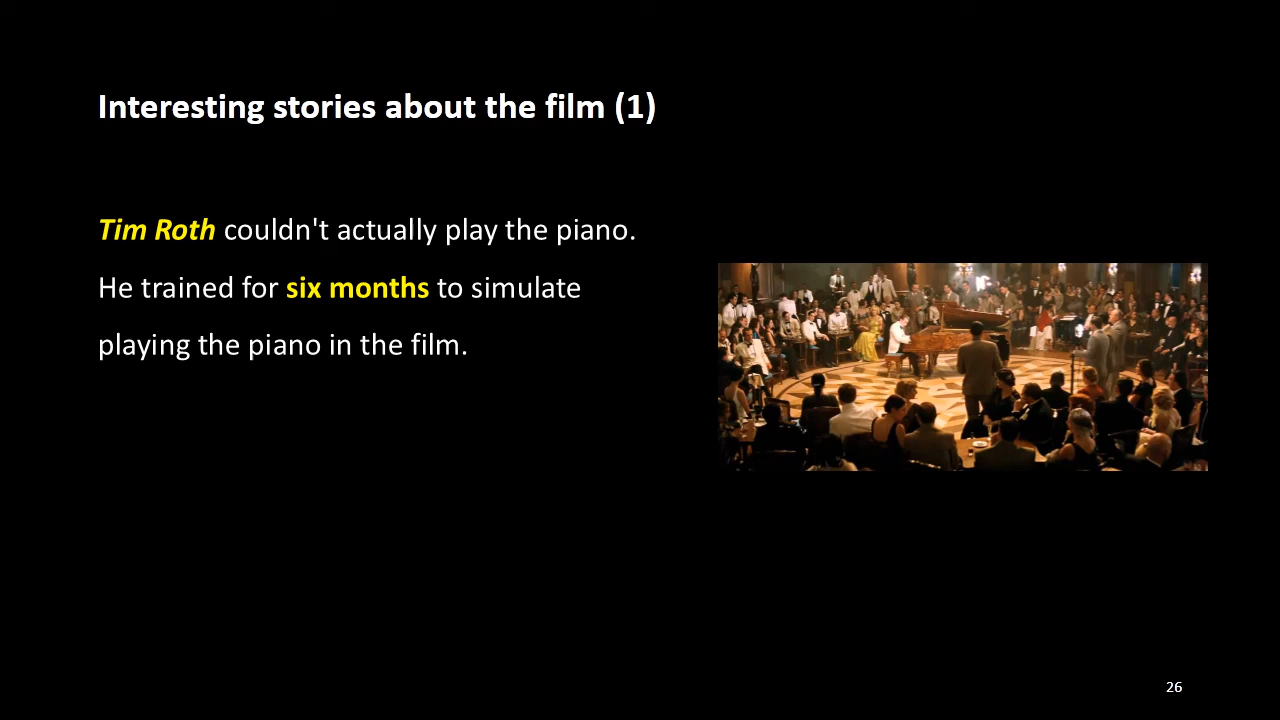 Interesting stories about the film (1)
Tim Roth couldn't actually play the piano.
He trained for six months to simulate
playing the piano in the film.
26